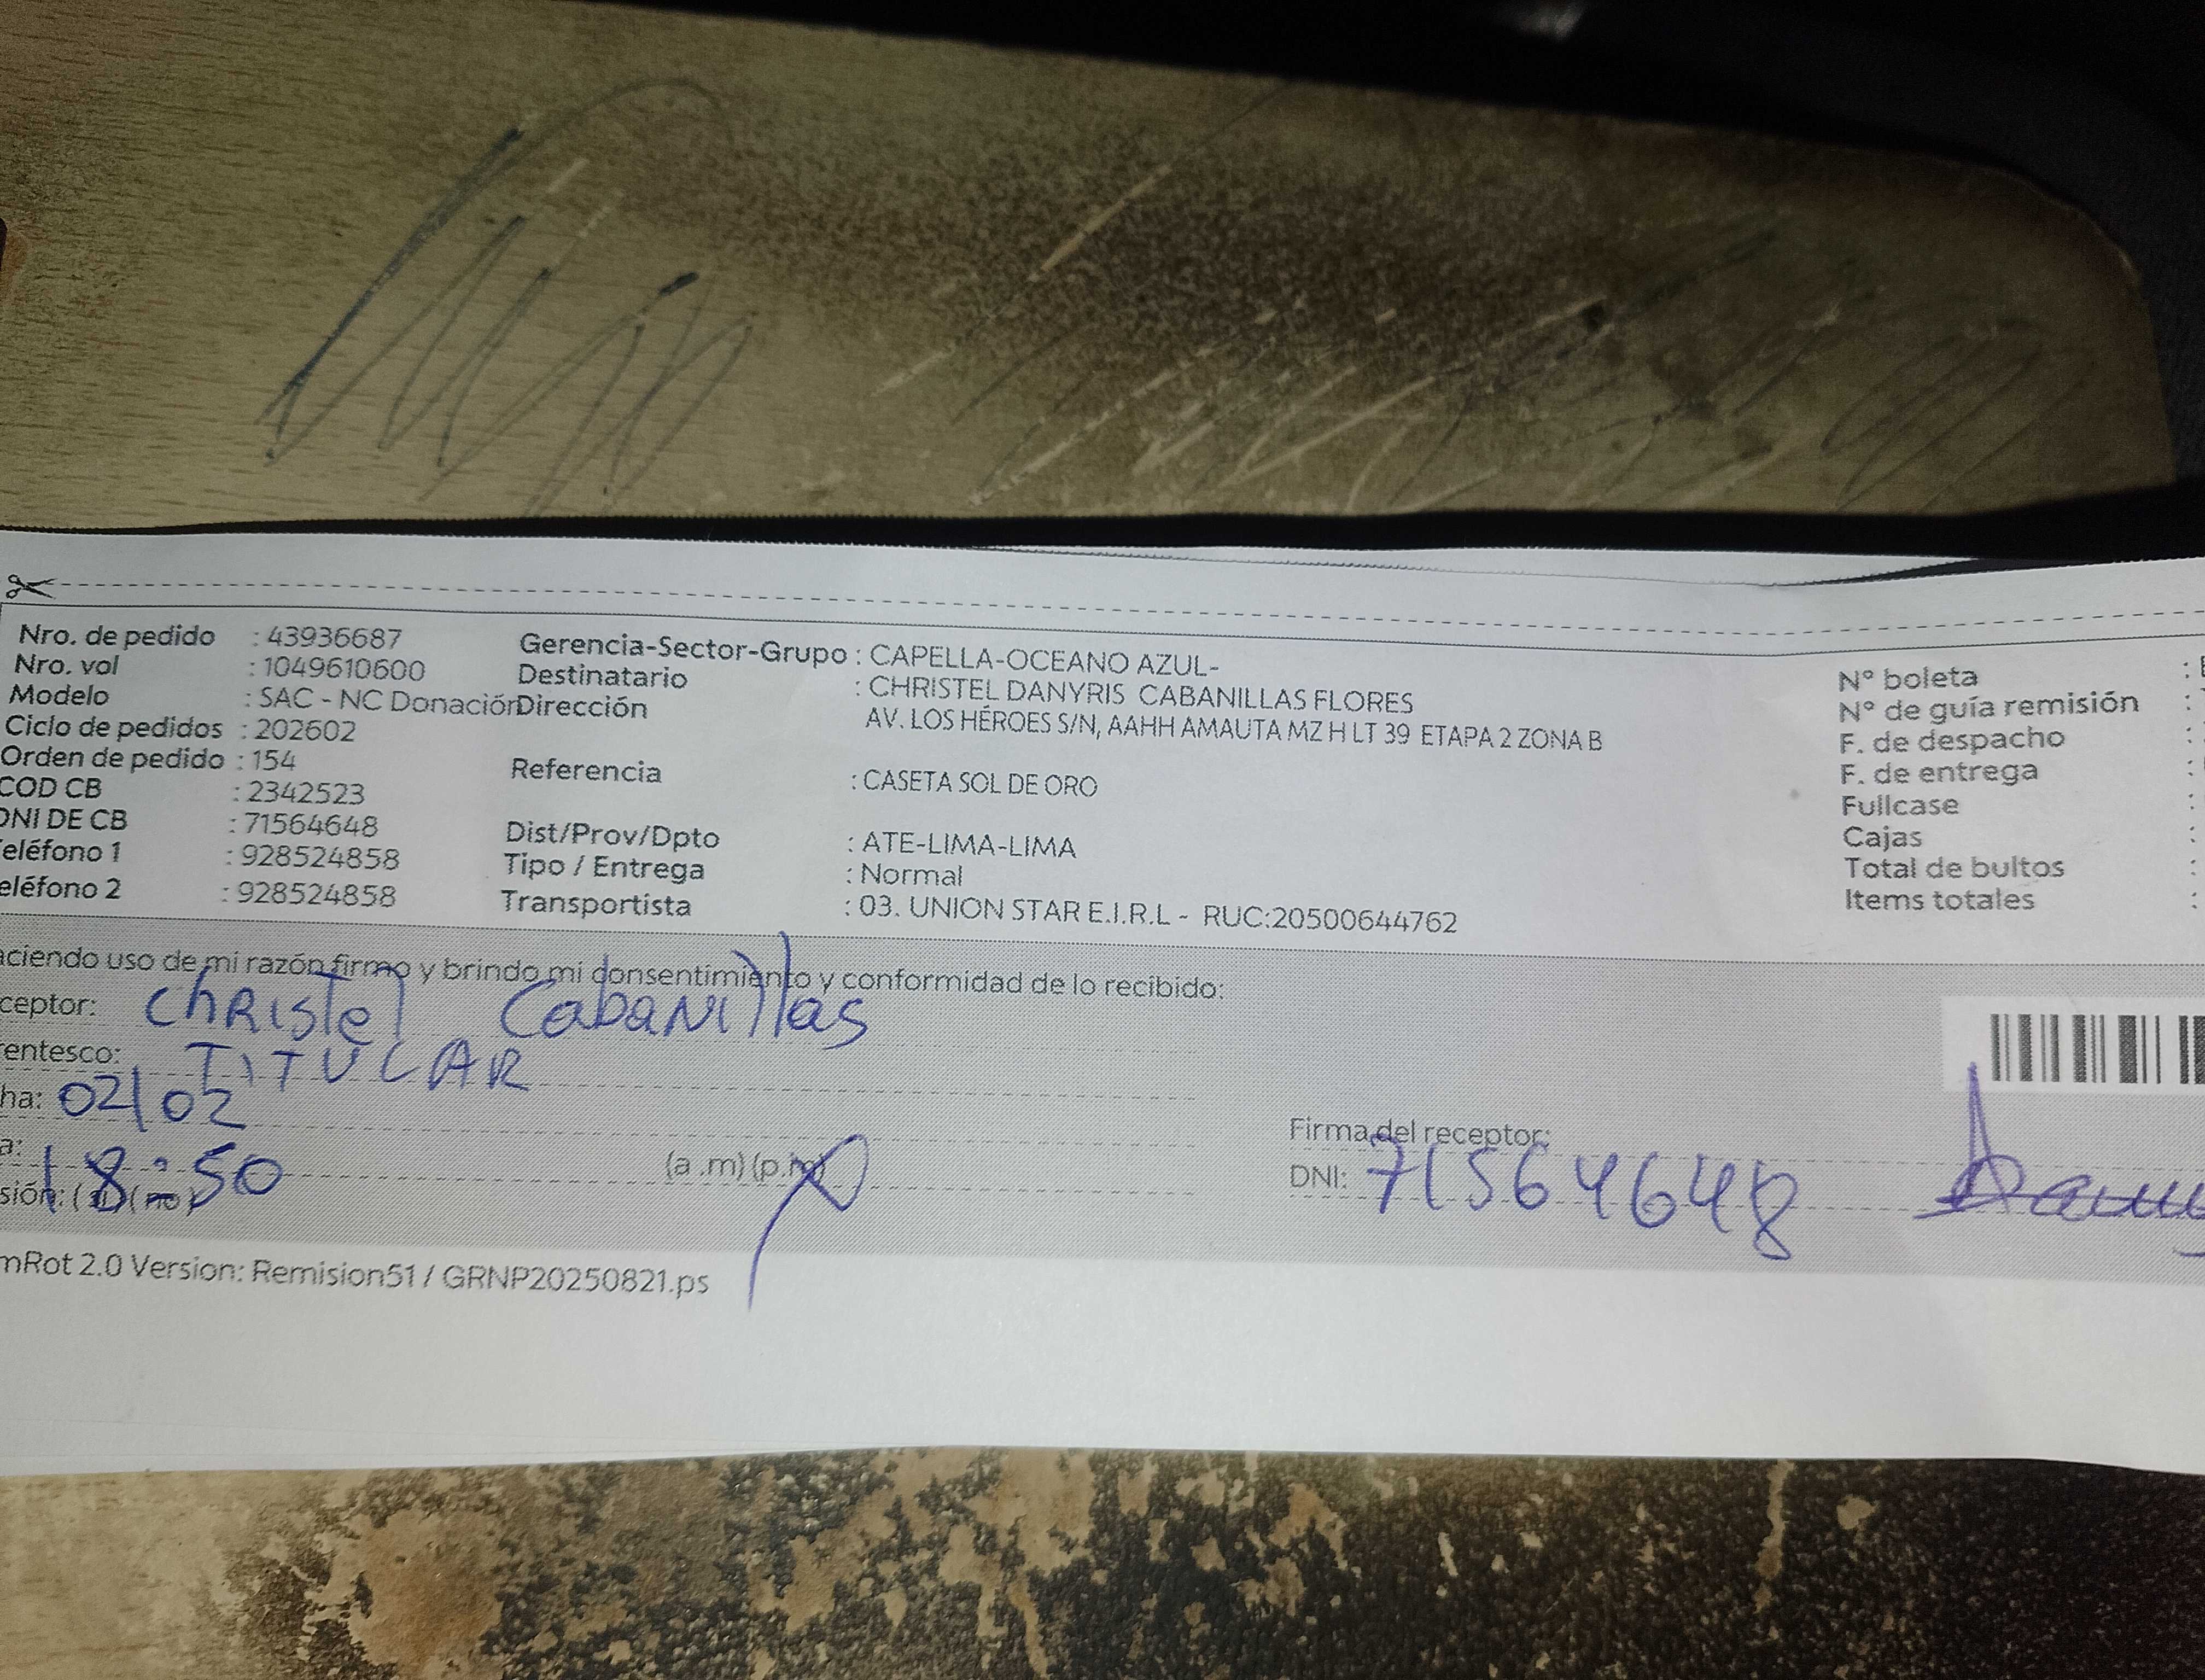 Nro. de pedido : 43936687
Nro. vol : 1049610600
Modelo : SAC - NC Donación
Ciclo de pedidos : 202602
Orden de pedido : 154
COD CB : 2342523
DNI DE CB : 71564648
eléfono 1 : 928524858
eléfono 2 : 928524858
Gerencia-Sector-Grupo : CAPELLA-OCEANO AZUL-
Destinatario : CHRISTEL DANYRIS CABANILLAS FLORES
Dirección AV. LOS HÉROES S/N, AAHH AMAUTA MZ H LT 39 ETAPA 2 ZONA B
Referencia : CASETA SOL DE ORO
Dist/Prov/Dpto : ATE-LIMA-LIMA
Tipo / Entrega : Normal
Transportista : 03. UNION STAR E.I.R.L - RUC:20500644762
N° boleta :
N° de guía remisión :
F. de despacho :
F. de entrega :
Fullcase :
Cajas :
Total de bultos :
Items totales :
aciendo uso de mi razón firmo y brindo mi consentimiento y conformidad de lo recibido:
ceptor: Christel Cabanillas
rentesco: TITULAR
ha: 02/02
a: 18:50 (a.m) (p.m)
sión: (si) (no)
Firma del receptor:
DNI: 71564648
mRot 2.0 Version: Remision51 / GRNP20250821.ps